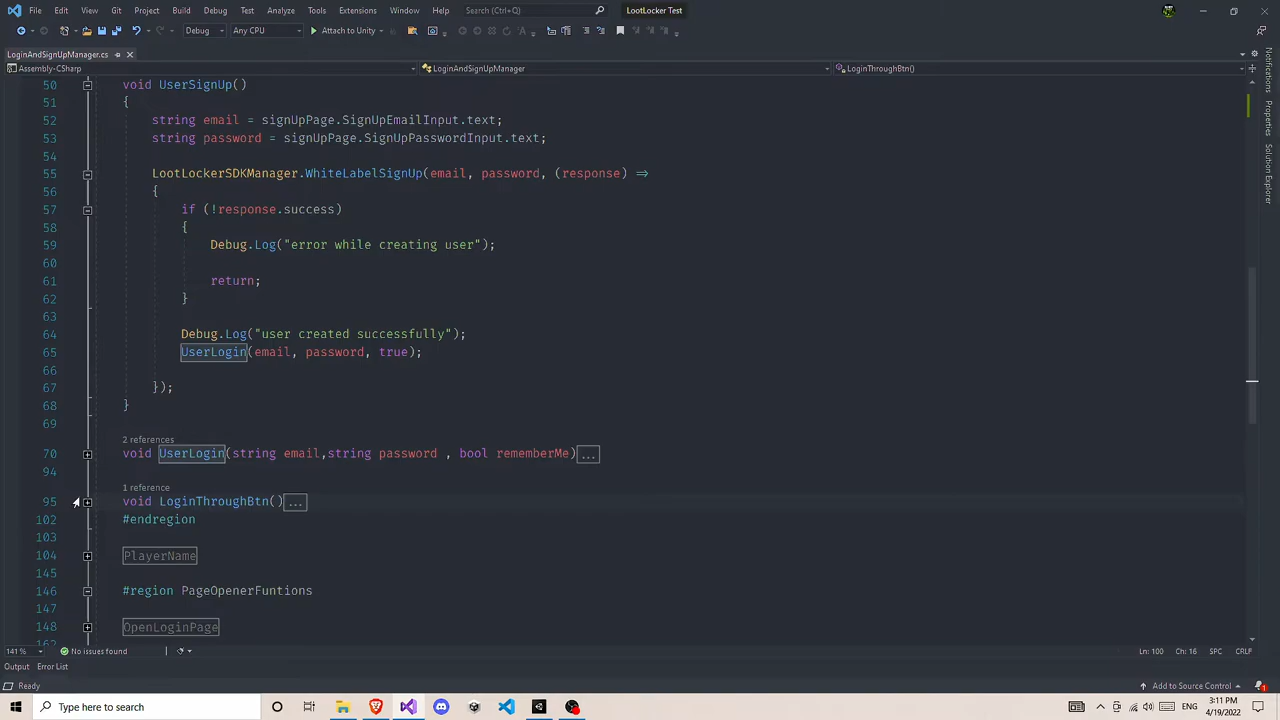 File Edit View Git Project Build Debug Test Analyze Tools Extensions Window Help Search (Ctrl+Q) LootLocker Test
Debug Any CPU Attach to Unity
LoginAndSignUpManager.cs
Assembly-CSharp LoginAndSignUpManager LoginThroughBtn()
50 void UserSignUp()
51 {
52 string email = signUpPage.SignUpEmailInput.text;
53 string password = signUpPage.SignUpPasswordInput.text;
54
55 LootLockerSDKManager.WhiteLabelSignUp(email, password, (response) =>
56 {
57 if (!response.success)
58 {
59 Debug.Log("error while creating user");
60
61 return;
62 }
63
64 Debug.Log("user created successfully");
65 UserLogin(email, password, true);
66
67 });
68 }
69
2 references
70 void UserLogin(string email,string password , bool rememberMe)...
94
1 reference
95 void LoginThroughBtn()...
102 #endregion
103
104 PlayerName
145
146 #region PageOpenerFuntions
147
148 OpenLoginPage
162
Notifications
Properties
Solution Explorer
141 % No issues found Ln: 100 Ch: 16 SPC CRLF
Output Error List
Ready Add to Source Control 1
Type here to search ENG 3:11 PM
4/19/2022